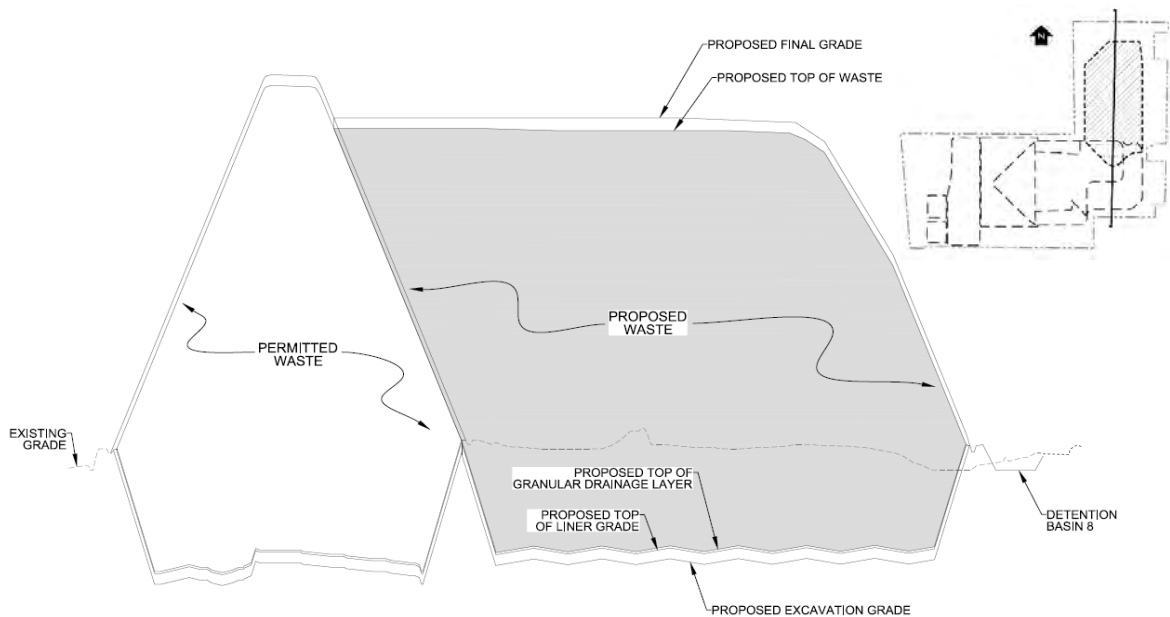 PROPOSED FINAL GRADE
PROPOSED TOP OF WASTE
N
PROPOSED
WASTE
PERMITTED
WASTE
EXISTING
GRADE
PROPOSED TOP OF
GRANULAR DRAINAGE LAYER
PROPOSED TOP
OF LINER GRADE
DETENTION
BASIN 8
PROPOSED EXCAVATION GRADE